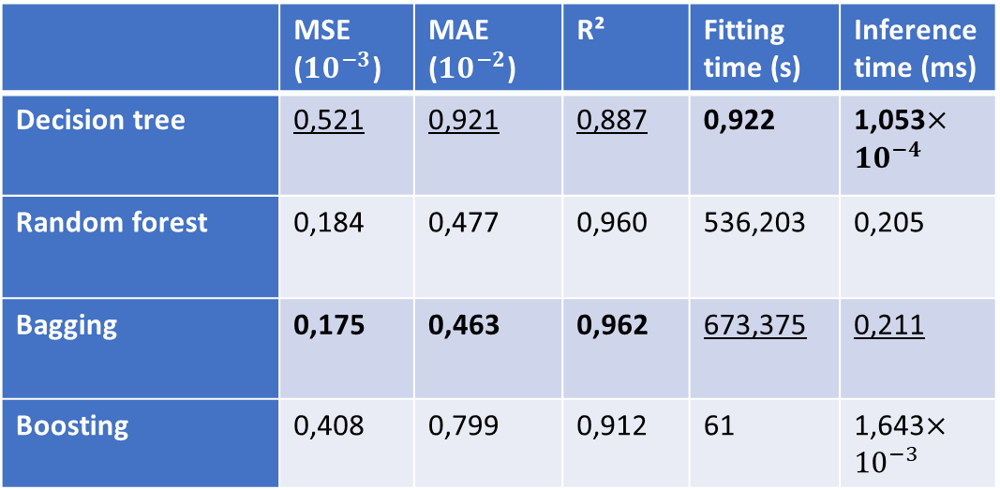 MSE (10⁻³) MAE (10⁻²) R² Fitting time (s) Inference time (ms)
Decision tree 0,521 0,921 0,887 0,922 1,053× 10⁻⁴
Random forest 0,184 0,477 0,960 536,203 0,205
Bagging 0,175 0,463 0,962 673,375 0,211
Boosting 0,408 0,799 0,912 61 1,643× 10⁻³